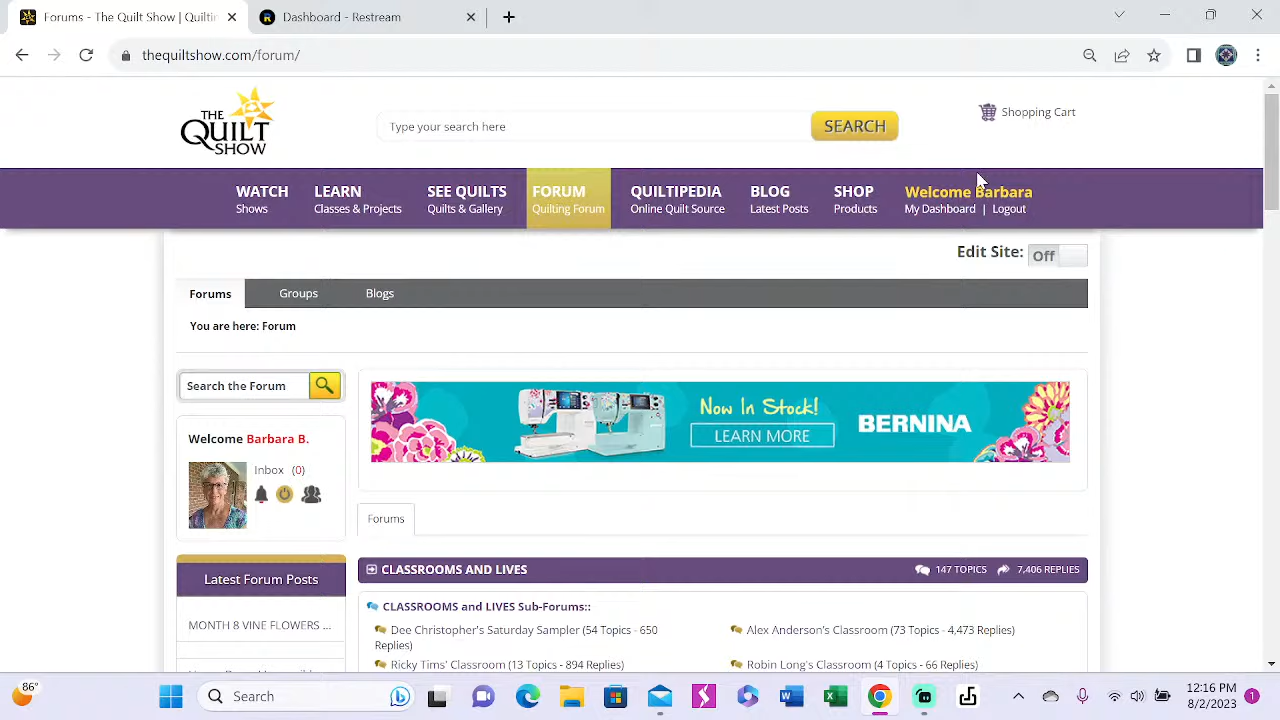 Forums - The Quilt Show |
Dashboard - Restream
thequiltshow.com/forum/
THE
QUILT
SHOW
Type your search here
SEARCH
Shopping Cart
WATCH
Shows
LEARN
Classes & Projects
SEE QUILTS
Quilts & Gallery
FORUM
Quilting Forum
QUILTIPEDIA
Online Quilt Source
BLOG
Latest Posts
SHOP
Products
Welcome Barbara
My Dashboard | Logout
Edit Site: Off
Forums
Groups
Blogs
You are here: Forum
Search the Forum
Now In Stock!
LEARN MORE
BERNINA
Welcome Barbara B.
Inbox (0)
Forums
Latest Forum Posts
MONTH 8 VINE FLOWERS ...
CLASSROOMS AND LIVES
147 TOPICS
7,406 REPLIES
CLASSROOMS and LIVES Sub-Forums::
Dee Christopher's Saturday Sampler (54 Topics - 650
Replies)
Alex Anderson's Classroom (73 Topics - 4,473 Replies)
Ricky Tims' Classroom (13 Topics - 894 Replies)
Robin Long's Classroom (4 Topics - 66 Replies)
86°
Search
12:16 PM
8/2/2023
1